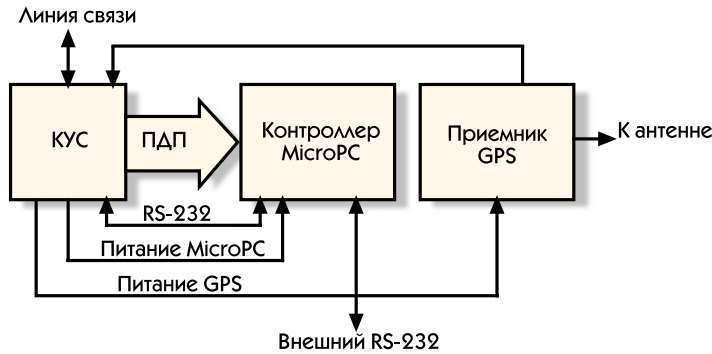 Линия связи
КУС
ПДП
Контроллер
MicroPC
Приемник
GPS
К антенне
RS-232
Питание MicroPC
Питание GPS
Внешний RS-232